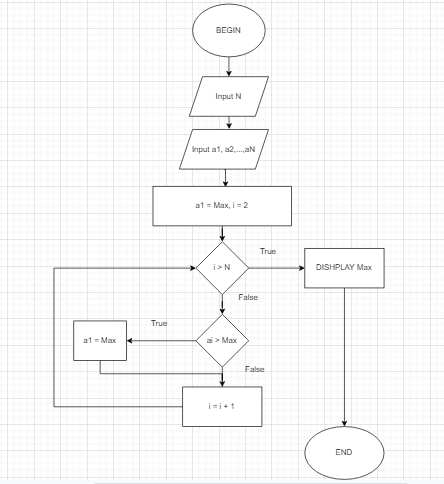 BEGIN
Input N
Input a1, a2,...,aN
a1 = Max, i = 2
i > N
True
DISHPLAY Max
False
ai > Max
True
a1 = Max
False
i = i + 1
END